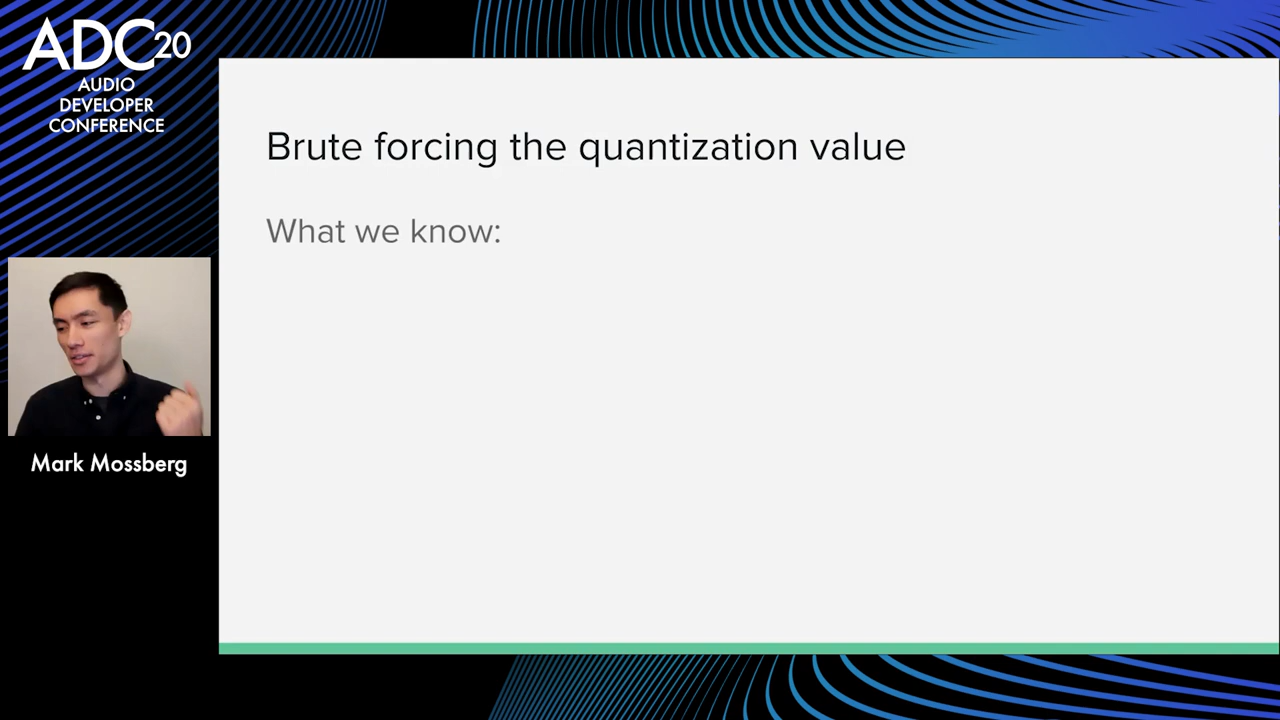 ADC20
AUDIO
DEVELOPER
CONFERENCE
Brute forcing the quantization value
What we know:
Mark Mossberg